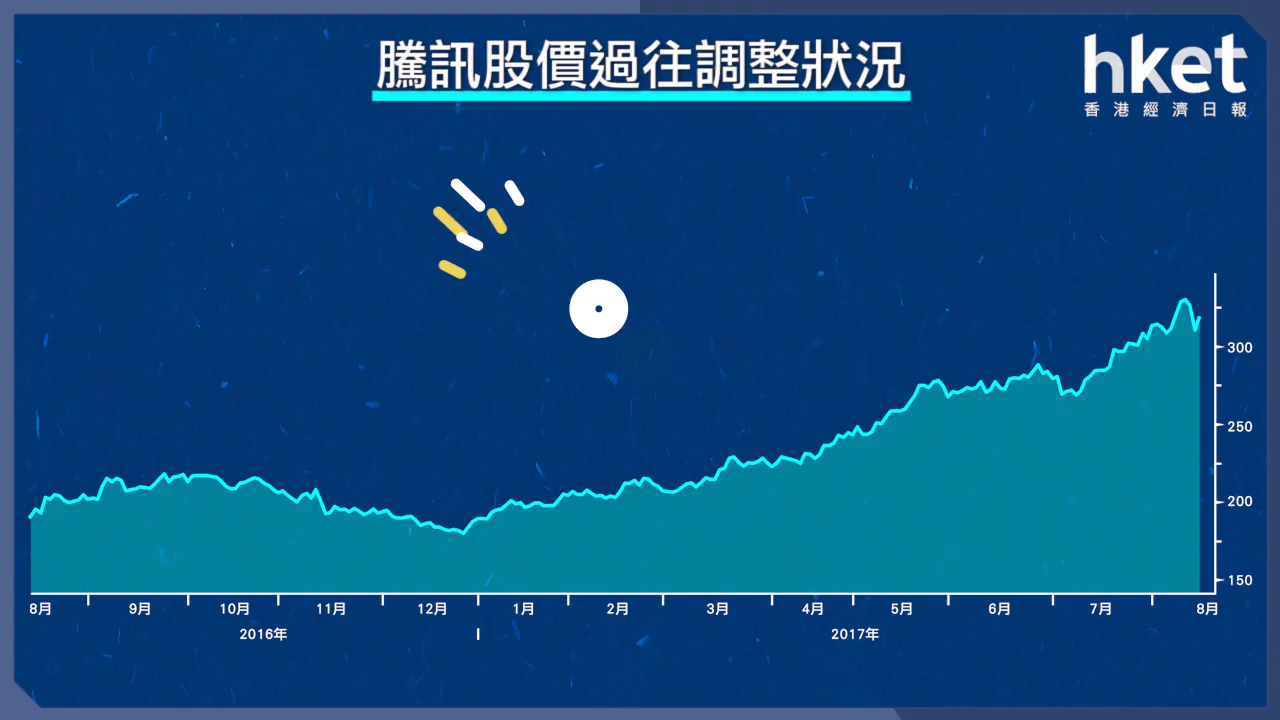 騰訊股價過往調整狀況
hket
香港經濟日報
300
250
200
150
8月 9月 10月 11月 12月 1月 2月 3月 4月 5月 6月 7月 8月
2016年 2017年